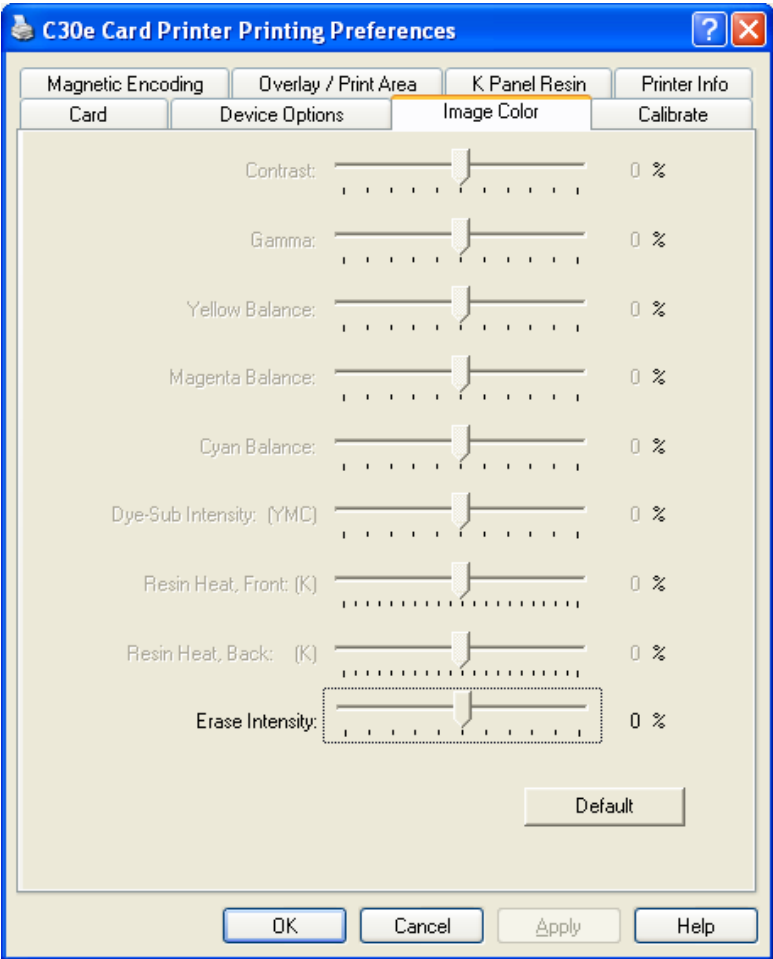 C30e Card Printer Printing Preferences
Magnetic Encoding Overlay / Print Area K Panel Resin Printer Info
Card Device Options Image Color Calibrate
Contrast: 0 %
Gamma: 0 %
Yellow Balance: 0 %
Magenta Balance: 0 %
Cyan Balance: 0 %
Dye-Sub Intensity: (YMC) 0 %
Resin Heat, Front: (K) 0 %
Resin Heat, Back: (K) 0 %
Erase Intensity: 0 %
Default
OK Cancel Apply Help